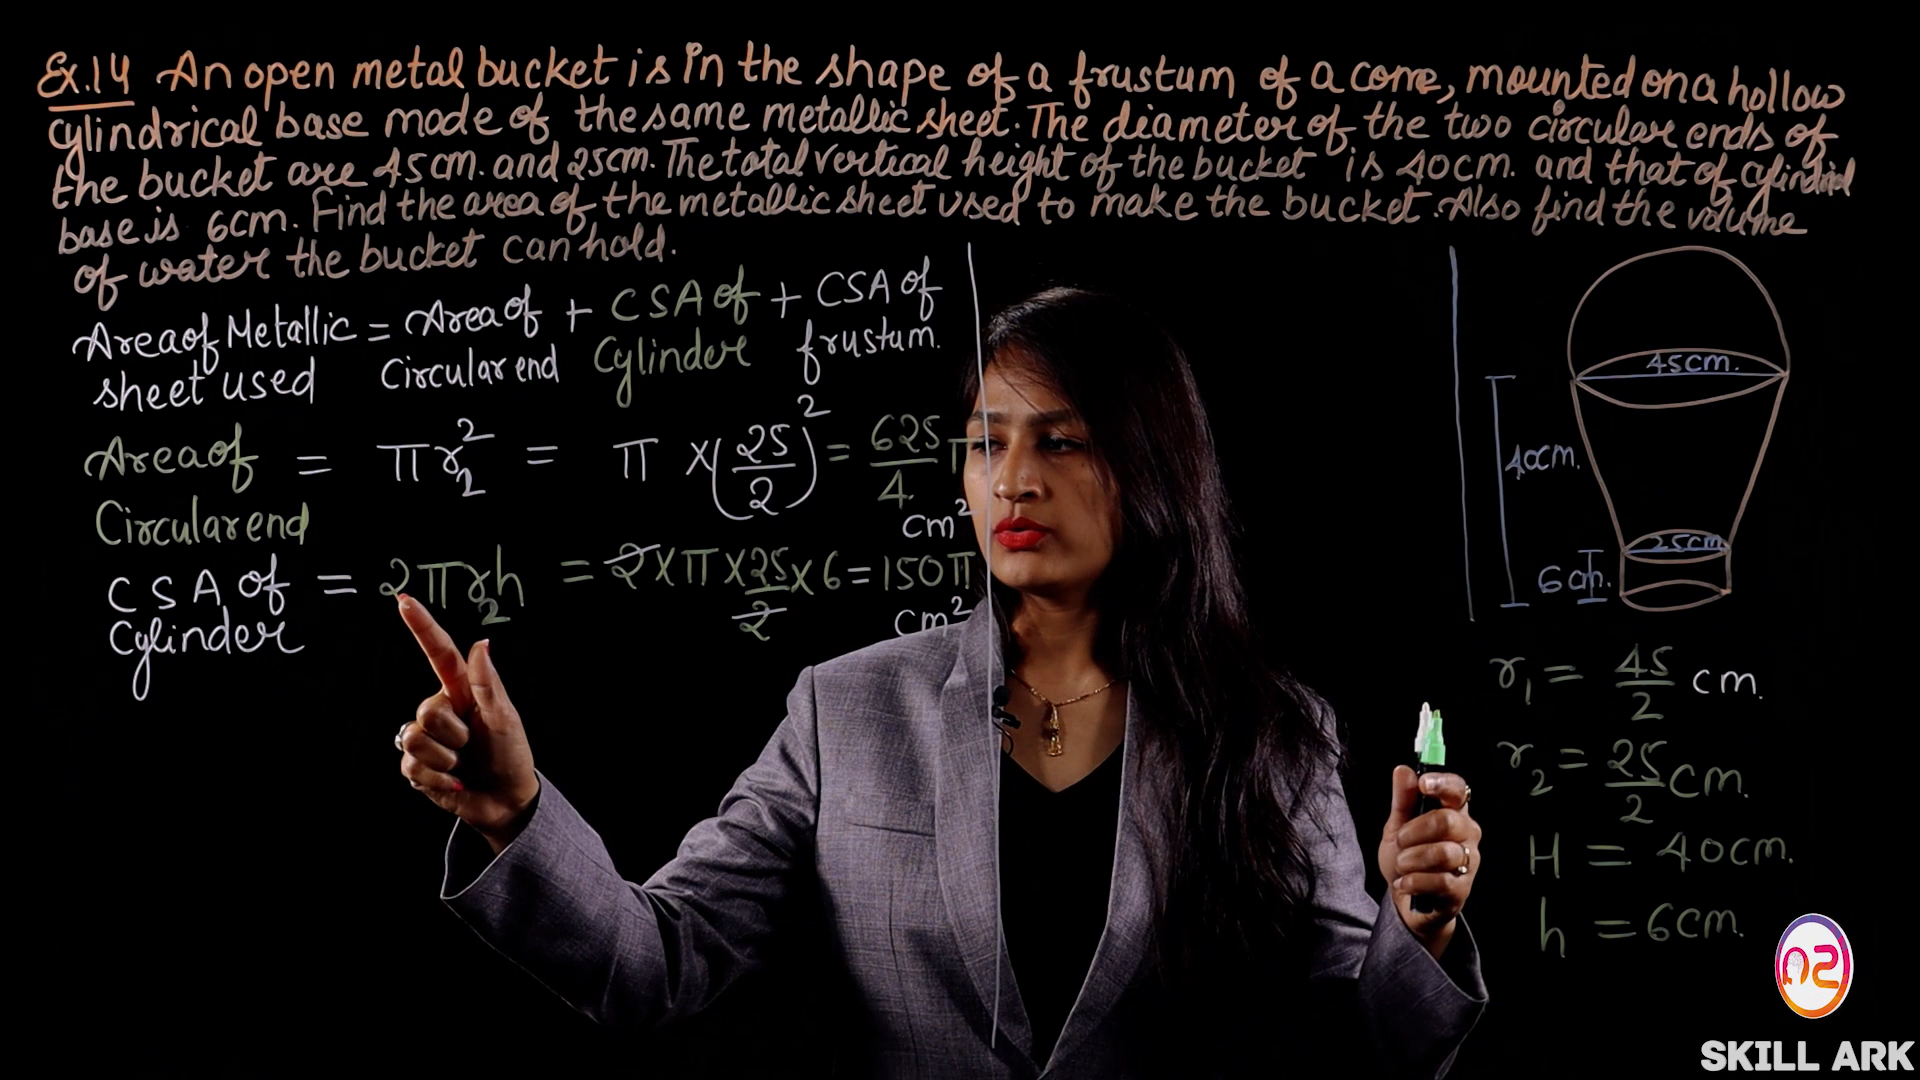 Ex.14 An open metal bucket is in the shape of a frustum of a cone, mounted on a hollow
cylindrical base made of the same metallic sheet. The diameter of the two circular ends of
the bucket are 45cm. and 25cm. The total vertical height of the bucket is 40cm. and that of cylindrical
base is 6cm. Find the area of the metallic sheet used to make the bucket. Also find the volume
of water the bucket can hold.
Area of Metallic sheet used = Area of Circular end + CSA of Cylinder + CSA of frustum.
Area of Circular end = πr₂² = π × (25/2)² = 625/4 π cm²
CSA of Cylinder = 2πr₂h = 2×π×25/2×6 = 150π cm²
45cm.
40cm.
25cm
6cm.
r₁ = 45/2 cm.
r₂ = 25/2 cm.
H = 40cm.
h = 6cm.
SKILL ARK